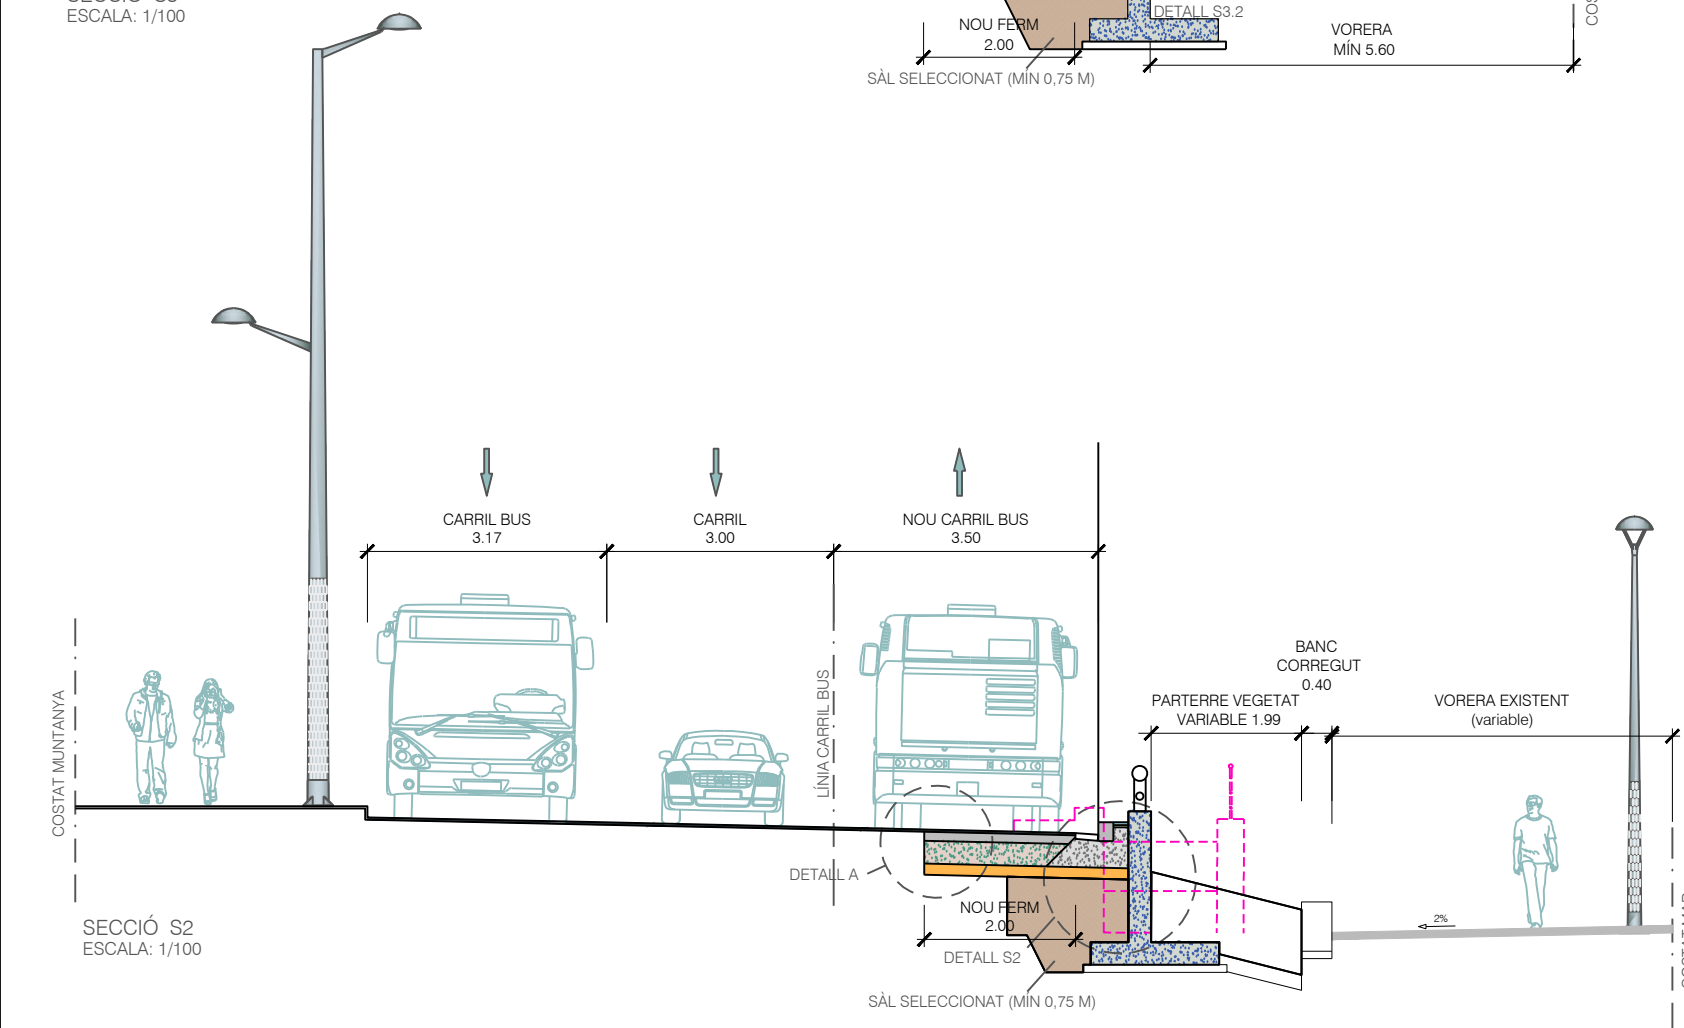 ESCALA: 1/100
DETALL S3.2
NOU FERM
2.00
VORERA
MÍN 5.60
SÀL SELECCIONAT (MÍN 0,75 M)
CARRIL BUS
3.17
CARRIL
3.00
NOU CARRIL BUS
3.50
BANC
CORREGUT
0.40
PARTERRE VEGETAT
VARIABLE 1.99
VORERA EXISTENT
(variable)
COSTAT MUNTANYA
LÍNIA CARRIL BUS
DETALL A
2%
NOU FERM
2.00
DETALL S2
SECCIÓ S2
ESCALA: 1/100
SÀL SELECCIONAT (MÍN 0,75 M)